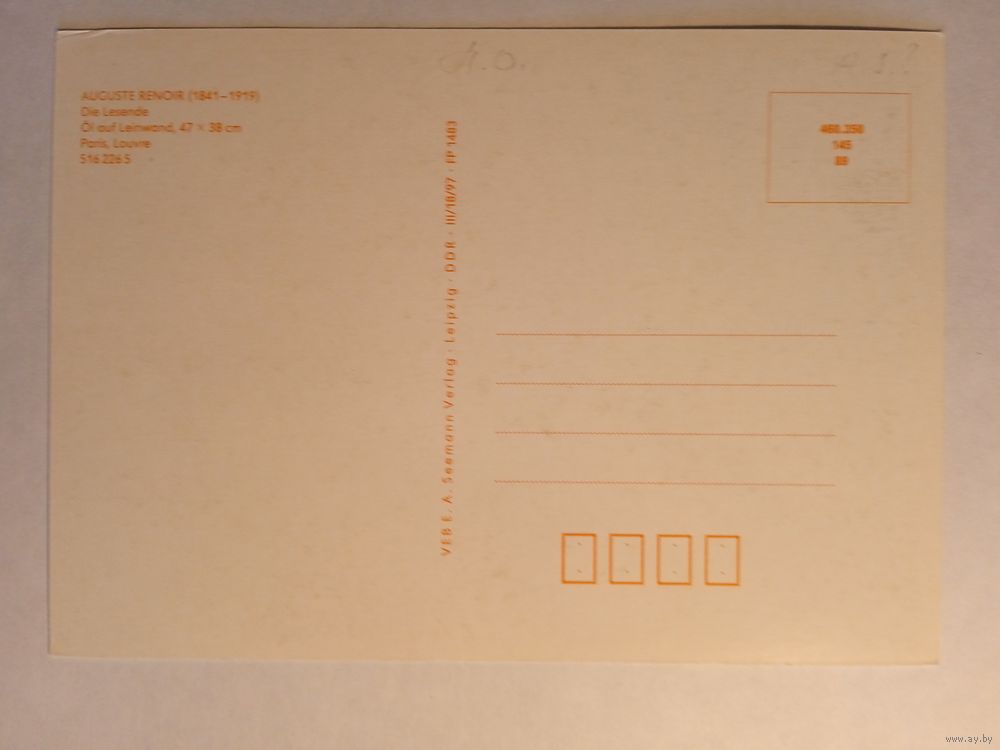 AUGUSTE RENOIR (1841–1919)
Die Lesende
Öl auf Leinwand, 47 × 38 cm
Paris, Louvre
516 226 5
VEB E. A. Seemann Verlag · Leipzig · DDR · III/18/97 · FP 1483
460.350
145
89
www.ay.by